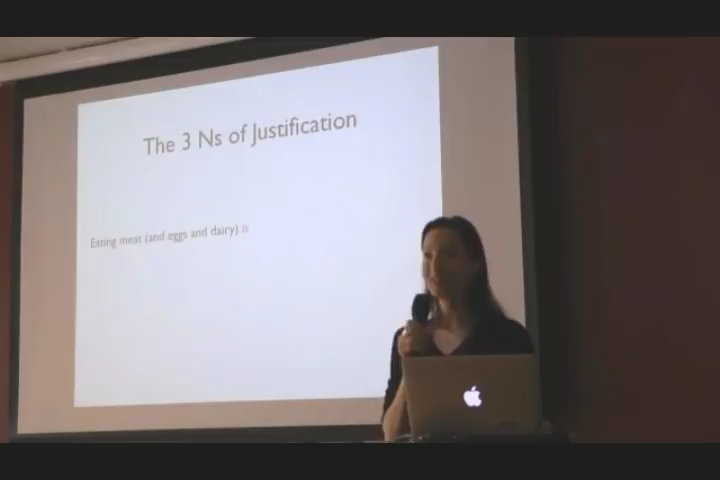 The 3 Ns of Justification
Eating meat (and eggs and dairy) is